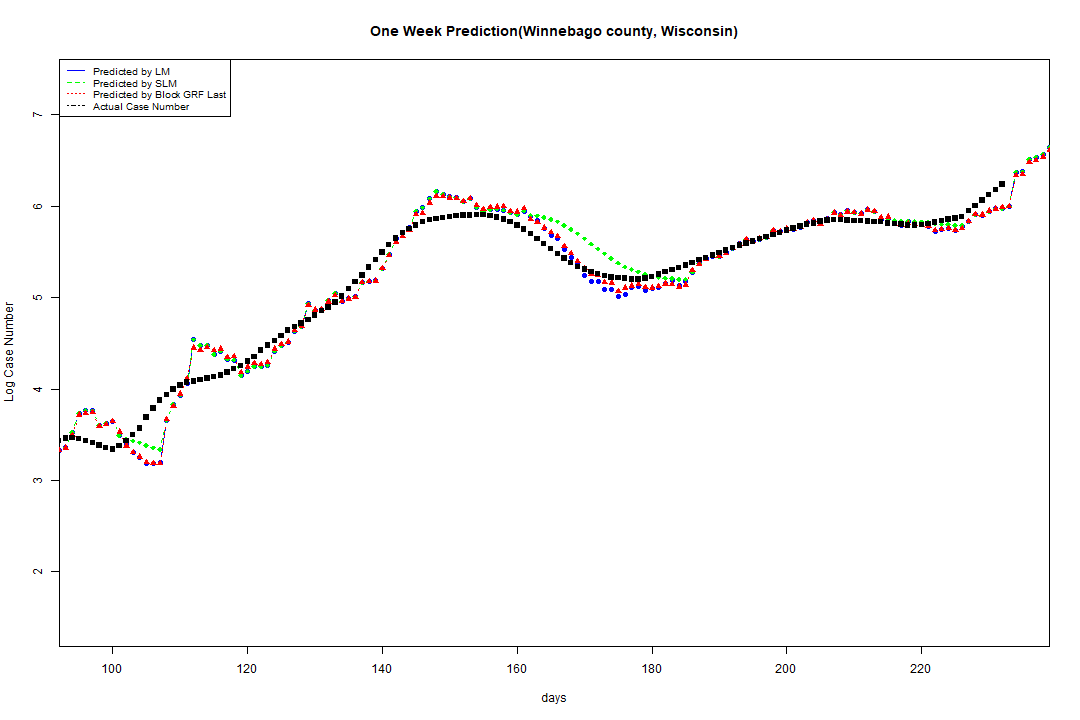 One Week Prediction(Winnebago county, Wisconsin)
Predicted by LM
Predicted by SLM
Predicted by Block GRF Last
Actual Case Number
7
6
5
4
3
2
Log Case Number
100 120 140 160 180 200 220
days